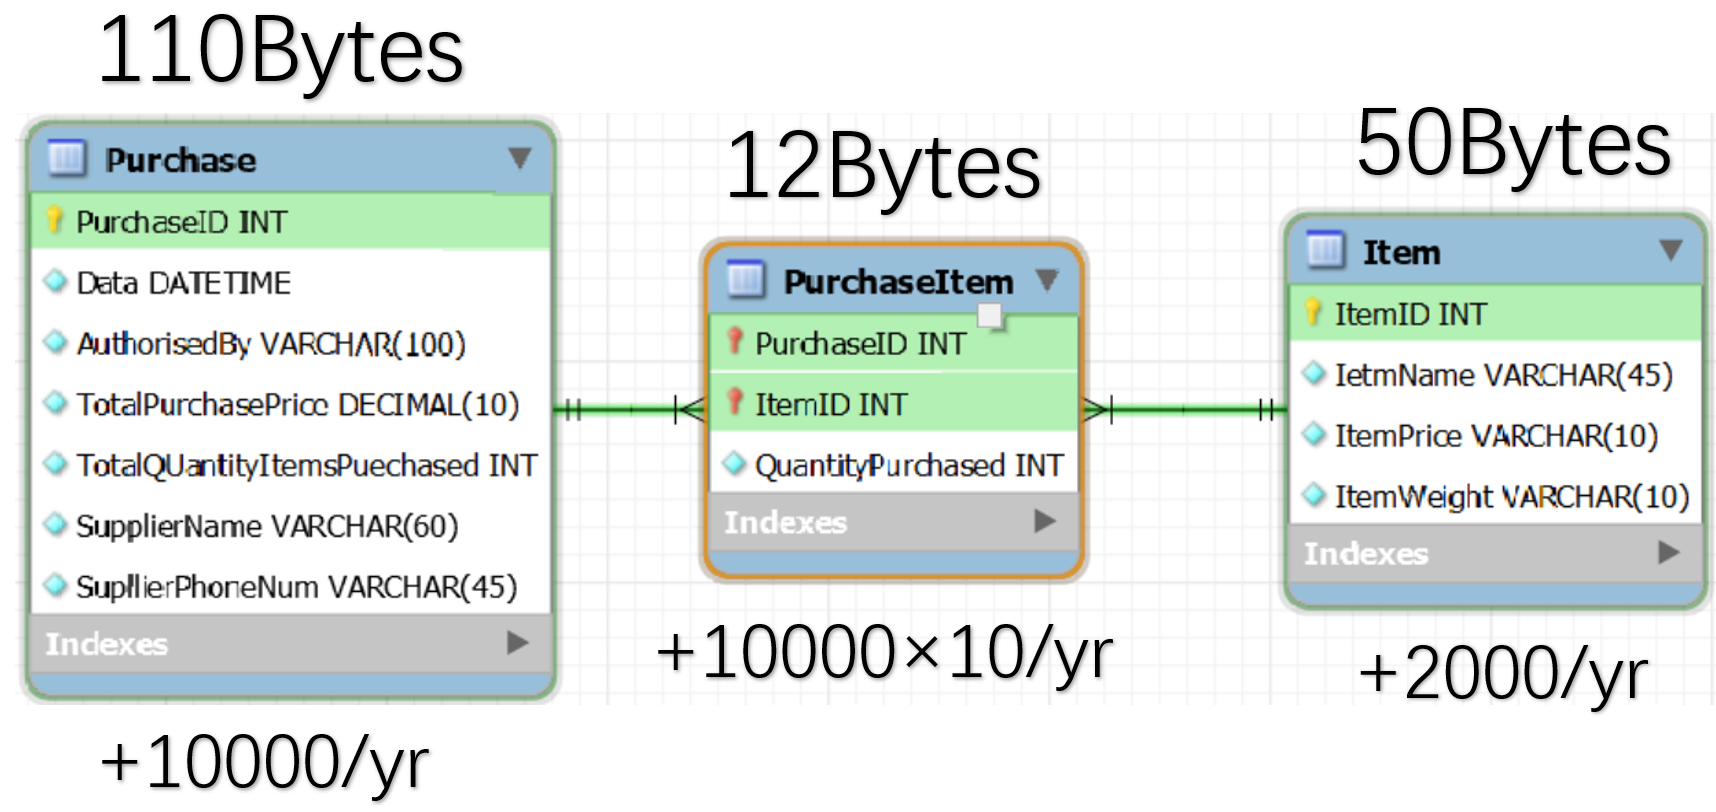 110Bytes
Purchase
PurchaseID INT
Data DATETIME
AuthorisedBy VARCHAR(100)
TotalPurchasePrice DECIMAL(10)
TotalQUantityItemsPuechased INT
SupplierName VARCHAR(60)
SupllierPhoneNum VARCHAR(45)
Indexes
+10000/yr
12Bytes
PurchaseItem
PurchaseID INT
ItemID INT
QuantityPurchased INT
Indexes
+10000×10/yr
50Bytes
Item
ItemID INT
IetmName VARCHAR(45)
ItemPrice VARCHAR(10)
ItemWeight VARCHAR(10)
Indexes
+2000/yr